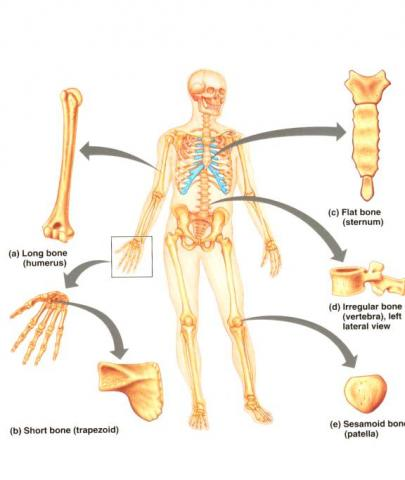 (a) Long bone
(humerus)
(b) Short bone (trapezoid)
(c) Flat bone
(sternum)
(d) Irregular bone
(vertebra), left
lateral view
(e) Sesamoid bon
(patella)